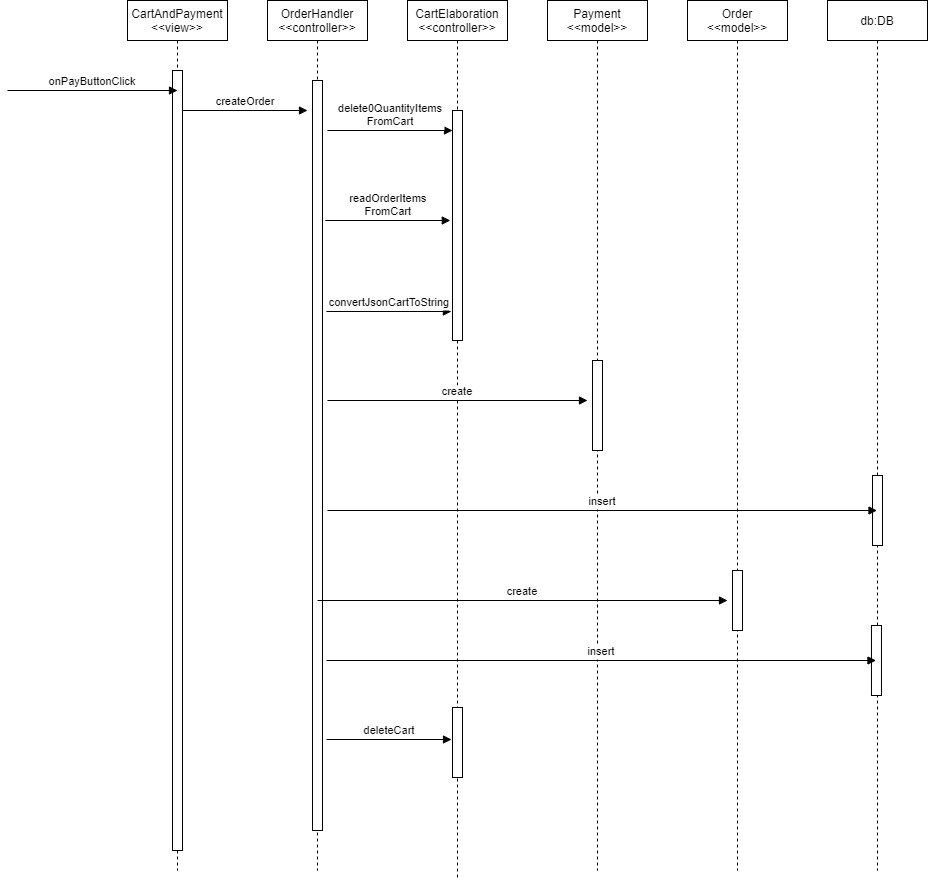 CartAndPayment
<<view>>
OrderHandler
<<controller>>
CartElaboration
<<controller>>
Payment
<<model>>
Order
<<model>>
db:DB
onPayButtonClick
createOrder
delete0QuantityItems
FromCart
readOrderItems
FromCart
convertJsonCartToString
create
insert
create
insert
deleteCart